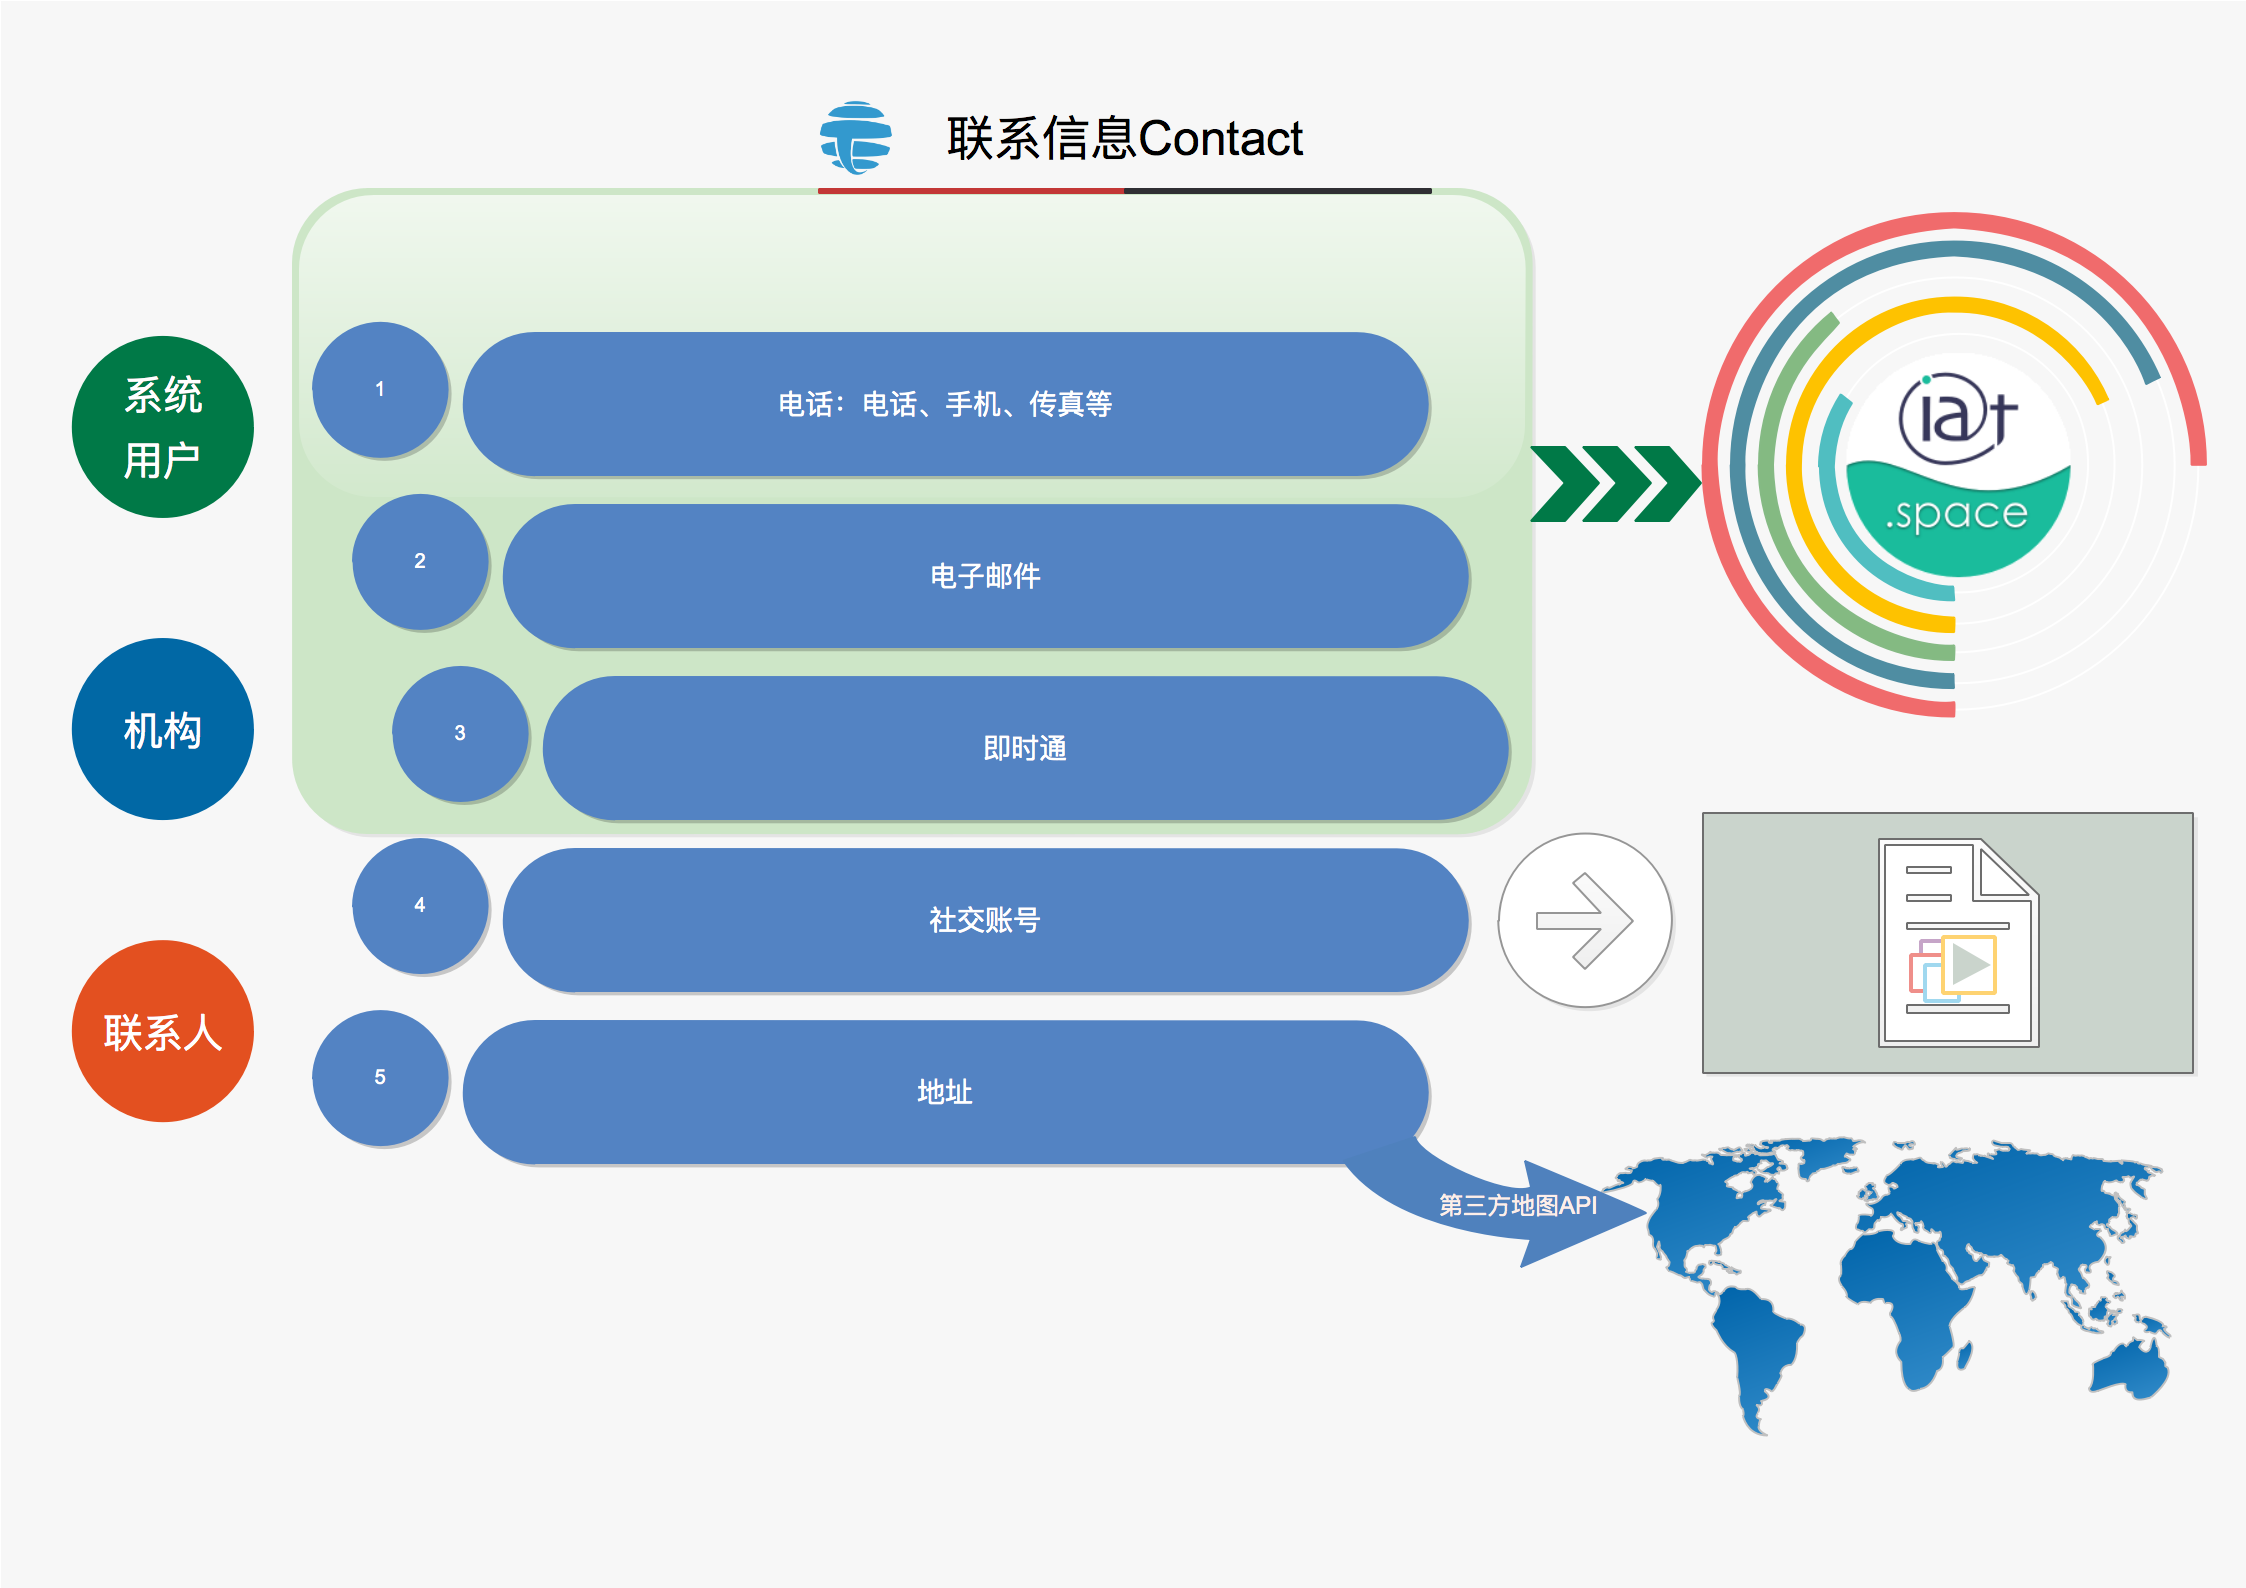 联系信息Contact
系统
用户
机构
联系人
1
电话：电话、手机、传真等
2
电子邮件
3
即时通
4
社交账号
5
地址
第三方地图API
iat
.space